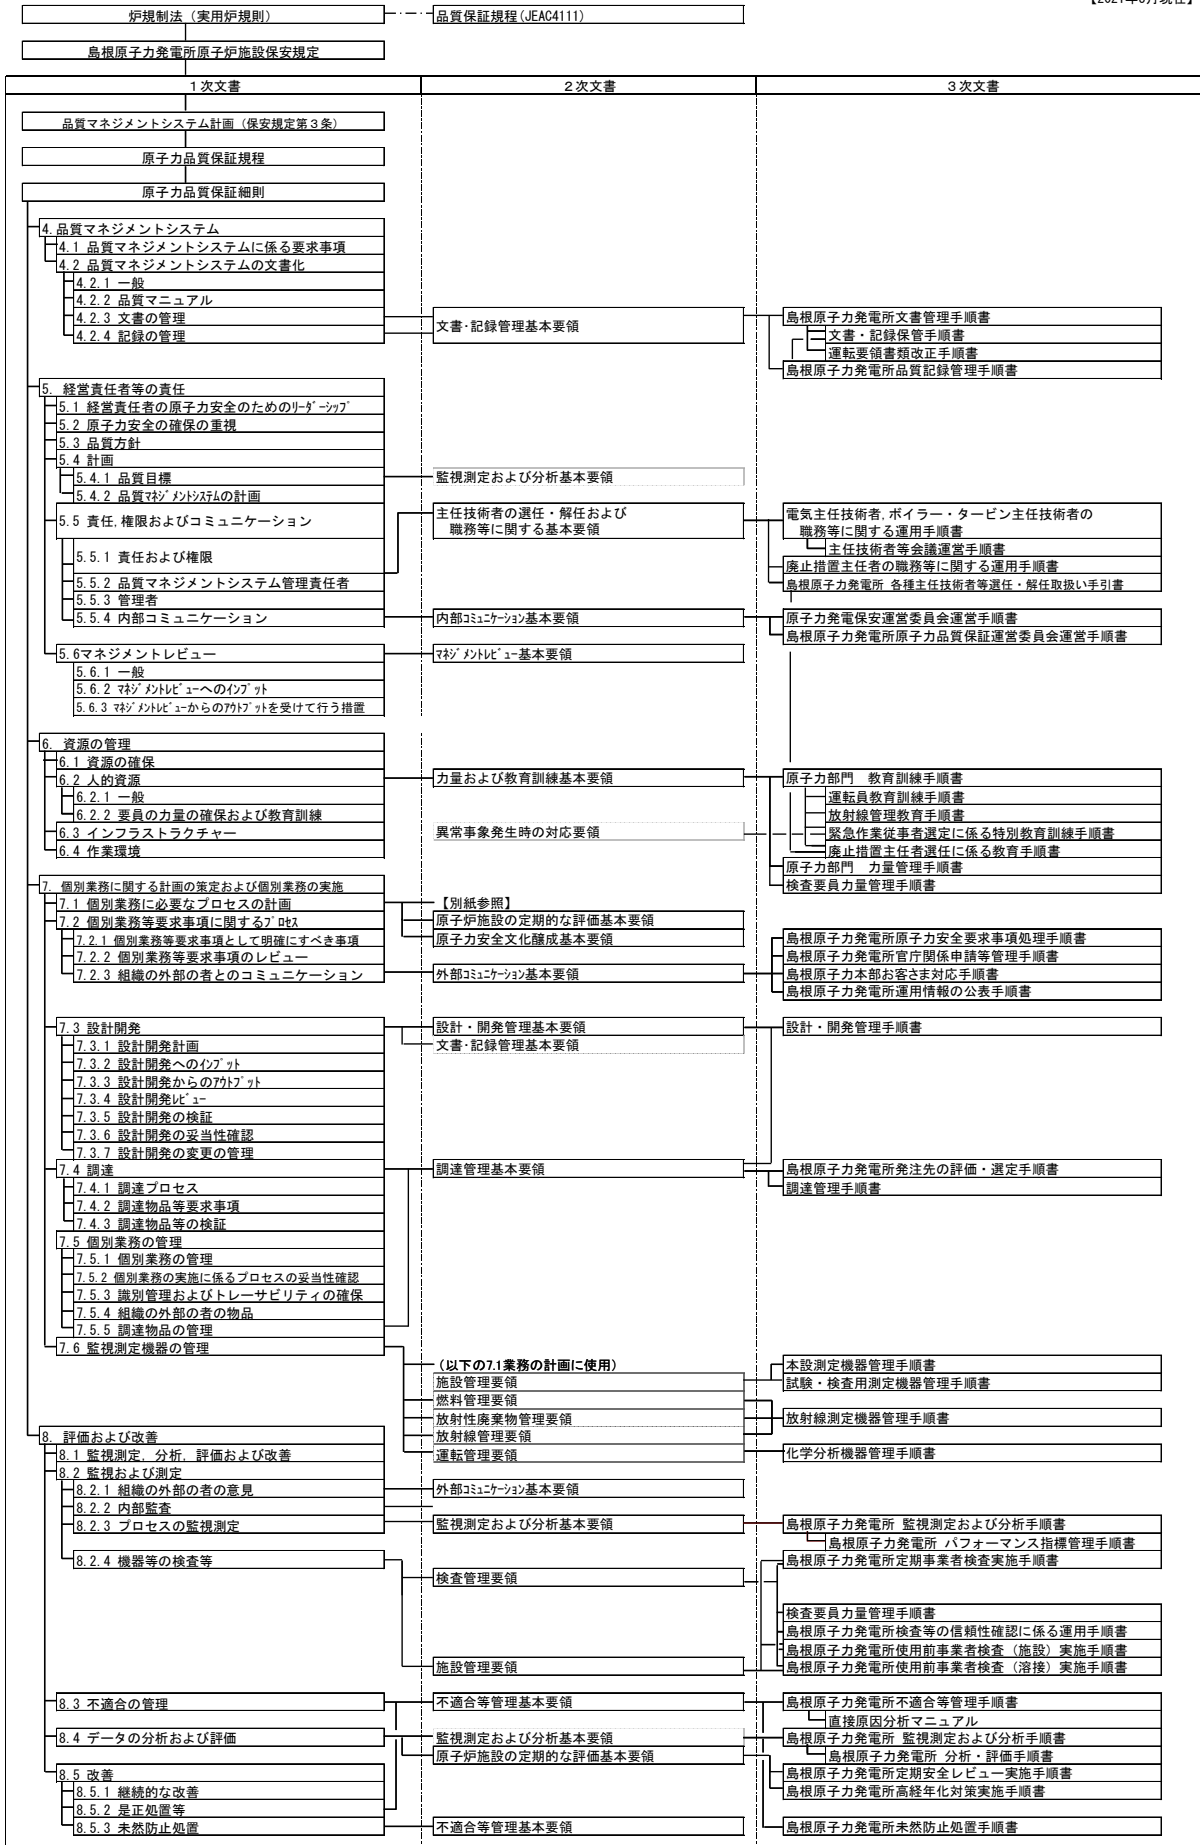 【2021年6月現在】
炉規制法（実用炉規則）
品質保証規程(JEAC4111)
島根原子力発電所原子炉施設保安規定
１次文書
２次文書
３次文書
品質マネジメントシステム計画（保安規定第３条）
原子力品質保証規程
原子力品質保証細則
4.品質マネジメントシステム
4.1 品質マネジメントシステムに係る要求事項
4.2 品質マネジメントシステムの文書化
4.2.1 一般
4.2.2 品質マニュアル
4.2.3 文書の管理
4.2.4 記録の管理
文書･記録管理基本要領
島根原子力発電所文書管理手順書
文書・記録保管手順書
運転要領書類改正手順書
島根原子力発電所品質記録管理手順書
5. 経営責任者等の責任
5.1 経営責任者の原子力安全のためのﾘｰﾀﾞｰｼｯﾌﾟ
5.2 原子力安全の確保の重視
5.3 品質方針
5.4 計画
5.4.1 品質目標
監視測定および分析基本要領
5.4.2 品質ﾏﾈｼﾞﾒﾝﾄｼｽﾃﾑの計画
5.5 責任,権限およびコミュニケーション
主任技術者の選任・解任および
職務等に関する基本要領
電気主任技術者,ボイラー・タービン主任技術者の
職務等に関する運用手順書
主任技術者等会議運営手順書
5.5.1 責任および権限
廃止措置主任者の職務等に関する運用手順書
5.5.2 品質マネジメントシステム管理責任者
島根原子力発電所 各種主任技術者等選任・解任取扱い手引書
5.5.3 管理者
5.5.4 内部コミュニケーション
内部ｺﾐｭﾆｹｰｼｮﾝ基本要領
原子力発電保安運営委員会運営手順書
島根原子力発電所原子力品質保証運営委員会運営手順書
5.6マネジメントレビュー
ﾏﾈｼﾞﾒﾝﾄﾚﾋﾞｭｰ基本要領
5.6.1 一般
5.6.2 ﾏﾈｼﾞﾒﾝﾄﾚﾋﾞｭｰへのｲﾝﾌﾟｯﾄ
5.6.3 ﾏﾈｼﾞﾒﾝﾄﾚﾋﾞｭｰからのｱｳﾄﾌﾟｯﾄを受けて行う措置
6. 資源の管理
6.1 資源の確保
6.2 人的資源
力量および教育訓練基本要領
原子力部門　教育訓練手順書
6.2.1 一般
運転員教育訓練手順書
6.2.2 要員の力量の確保および教育訓練
放射線管理教育手順書
6.3 インフラストラクチャー
異常事象発生時の対応要領
緊急作業従事者選定に係る特別教育訓練手順書
6.4 作業環境
廃止措置主任者選任に係る教育手順書
原子力部門　力量管理手順書
検査要員力量管理手順書
7. 個別業務に関する計画の策定および個別業務の実施
7.1 個別業務に必要なプロセスの計画
【別紙参照】
7.2 個別業務等要求事項に関するﾌﾟﾛｾｽ
原子炉施設の定期的な評価基本要領
7.2.1 個別業務等要求事項として明確にすべき事項
原子力安全文化醸成基本要領
島根原子力発電所原子力安全要求事項処理手順書
7.2.2 個別業務等要求事項のレビュー
島根原子力発電所官庁関係申請等管理手順書
7.2.3 組織の外部の者とのコミュニケーション
外部ｺﾐｭﾆｹｰｼｮﾝ基本要領
島根原子力本部お客さま対応手順書
島根原子力発電所運用情報の公表手順書
7.3 設計開発
設計・開発管理基本要領
設計・開発管理手順書
7.3.1 設計開発計画
文書･記録管理基本要領
7.3.2 設計開発へのｲﾝﾌﾟｯﾄ
7.3.3 設計開発からのｱｳﾄﾌﾟｯﾄ
7.3.4 設計開発ﾚﾋﾞｭｰ
7.3.5 設計開発の検証
7.3.6 設計開発の妥当性確認
7.3.7 設計開発の変更の管理
7.4 調達
調達管理基本要領
島根原子力発電所発注先の評価・選定手順書
7.4.1 調達プロセス
調達管理手順書
7.4.2 調達物品等要求事項
7.4.3 調達物品等の検証
7.5 個別業務の管理
7.5.1 個別業務の管理
7.5.2 個別業務の実施に係るプロセスの妥当性確認
7.5.3 識別管理およびトレーサビリティの確保
7.5.4 組織の外部の者の物品
7.5.5 調達物品の管理
7.6 監視測定機器の管理
(以下の7.1業務の計画に使用)
本設測定機器管理手順書
施設管理要領
試験・検査用測定機器管理手順書
燃料管理要領
放射性廃棄物管理要領
放射線測定機器管理手順書
8. 評価および改善
放射線管理要領
8.1 監視測定, 分析, 評価および改善
運転管理要領
化学分析機器管理手順書
8.2 監視および測定
8.2.1 組織の外部の者の意見
外部ｺﾐｭﾆｹｰｼｮﾝ基本要領
8.2.2 内部監査
8.2.3 プロセスの監視測定
監視測定および分析基本要領
島根原子力発電所 監視測定および分析手順書
島根原子力発電所 パフォーマンス指標管理手順書
8.2.4 機器等の検査等
島根原子力発電所定期事業者検査実施手順書
検査管理要領
検査要員力量管理手順書
島根原子力発電所検査等の信頼性確認に係る運用手順書
島根原子力発電所使用前事業者検査（施設）実施手順書
施設管理要領
島根原子力発電所使用前事業者検査（溶接）実施手順書
8.3 不適合の管理
不適合等管理基本要領
島根原子力発電所不適合等管理手順書
直接原因分析マニュアル
8.4 データの分析および評価
監視測定および分析基本要領
島根原子力発電所 監視測定および分析手順書
原子炉施設の定期的な評価基本要領
島根原子力発電所 分析・評価手順書
8.5 改善
島根原子力発電所定期安全レビュー実施手順書
8.5.1 継続的な改善
島根原子力発電所高経年化対策実施手順書
8.5.2 是正処置等
8.5.3 未然防止処置
不適合等管理基本要領
島根原子力発電所未然防止処置手順書